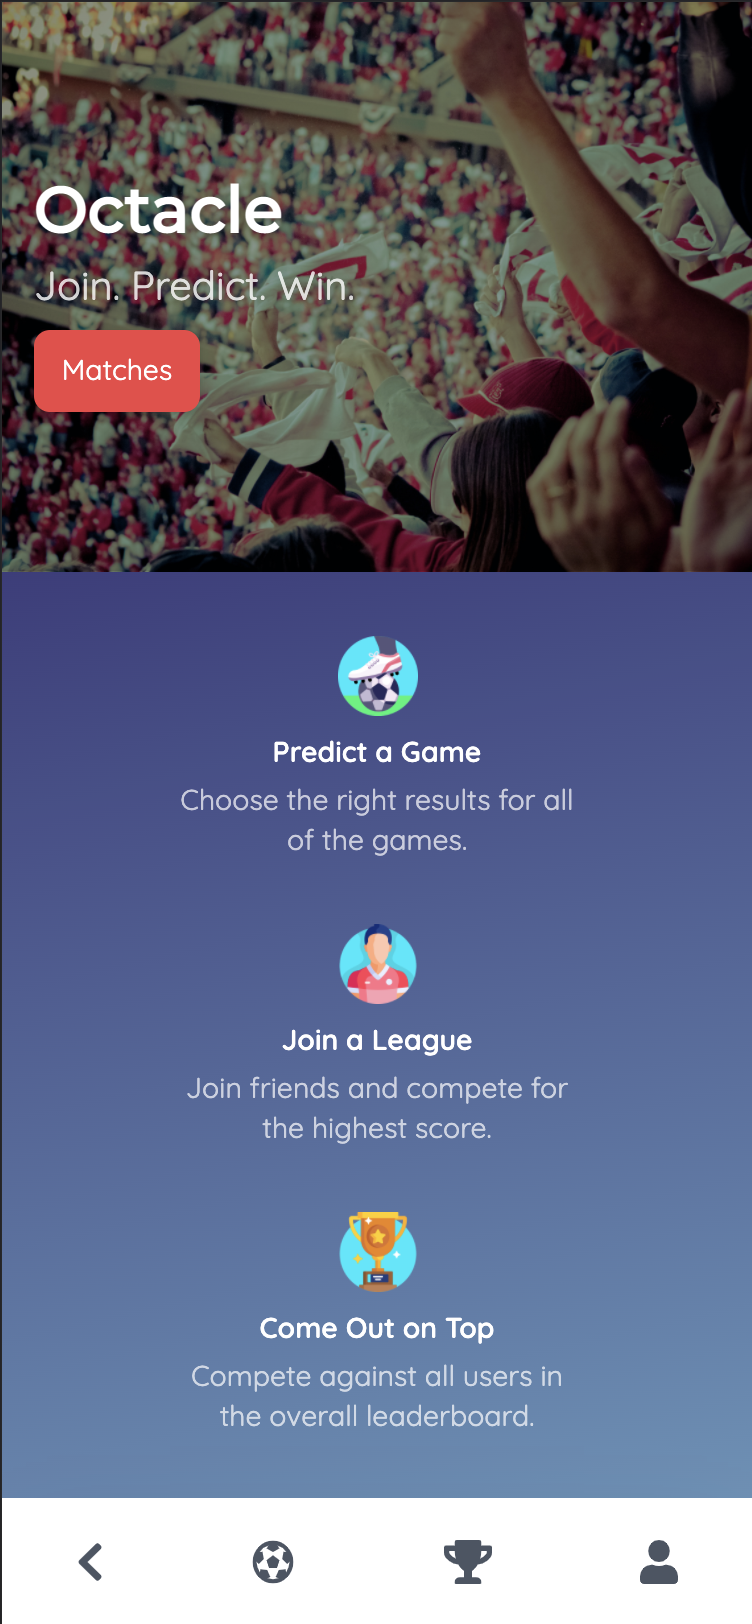 Octacle
Join. Predict. Win.
Matches
Predict a Game
Choose the right results for all
of the games.
Join a League
Join friends and compete for
the highest score.
Come Out on Top
Compete against all users in
the overall leaderboard.